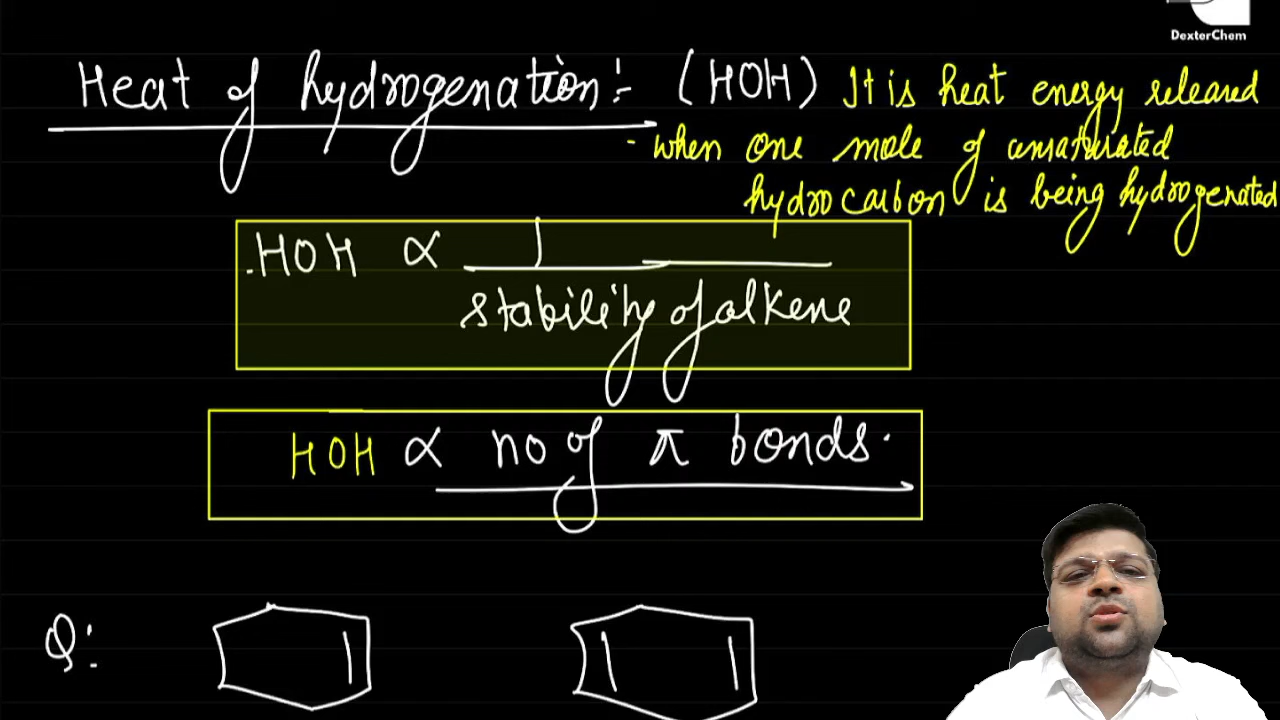 DexterChem
Heat of hydrogenation :- (HOH) It is heat energy released
- when one mole of unsaturated
hydrocarbon is being hydrogenated
.HOH ∝ 1
stability of alkene
HOH ∝ no of π bonds.
Q: